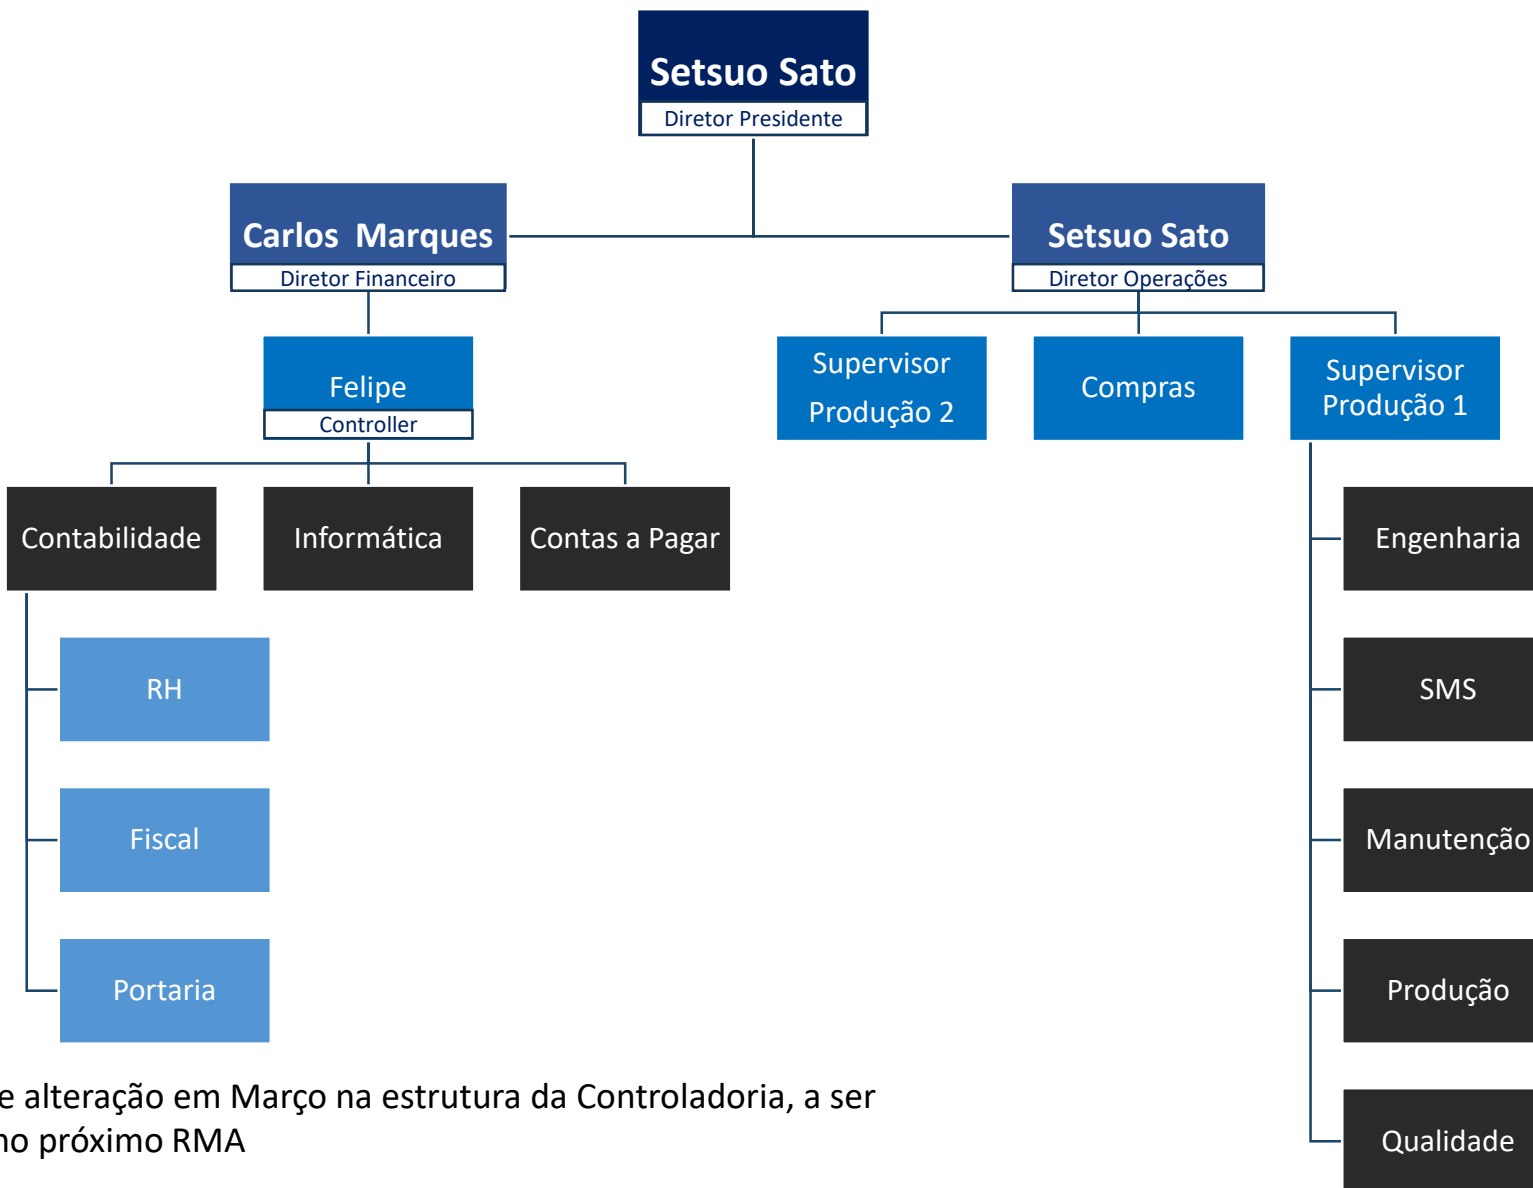 Setsuo Sato
Diretor Presidente
Carlos Marques
Diretor Financeiro
Setsuo Sato
Diretor Operações
Felipe
Controller
Supervisor
Produção 2
Compras
Supervisor
Produção 1
Contabilidade
Informática
Contas a Pagar
Engenharia
RH
SMS
Fiscal
Manutenção
Portaria
Produção
e alteração em Março na estrutura da Controladoria, a ser
no próximo RMA
Qualidade